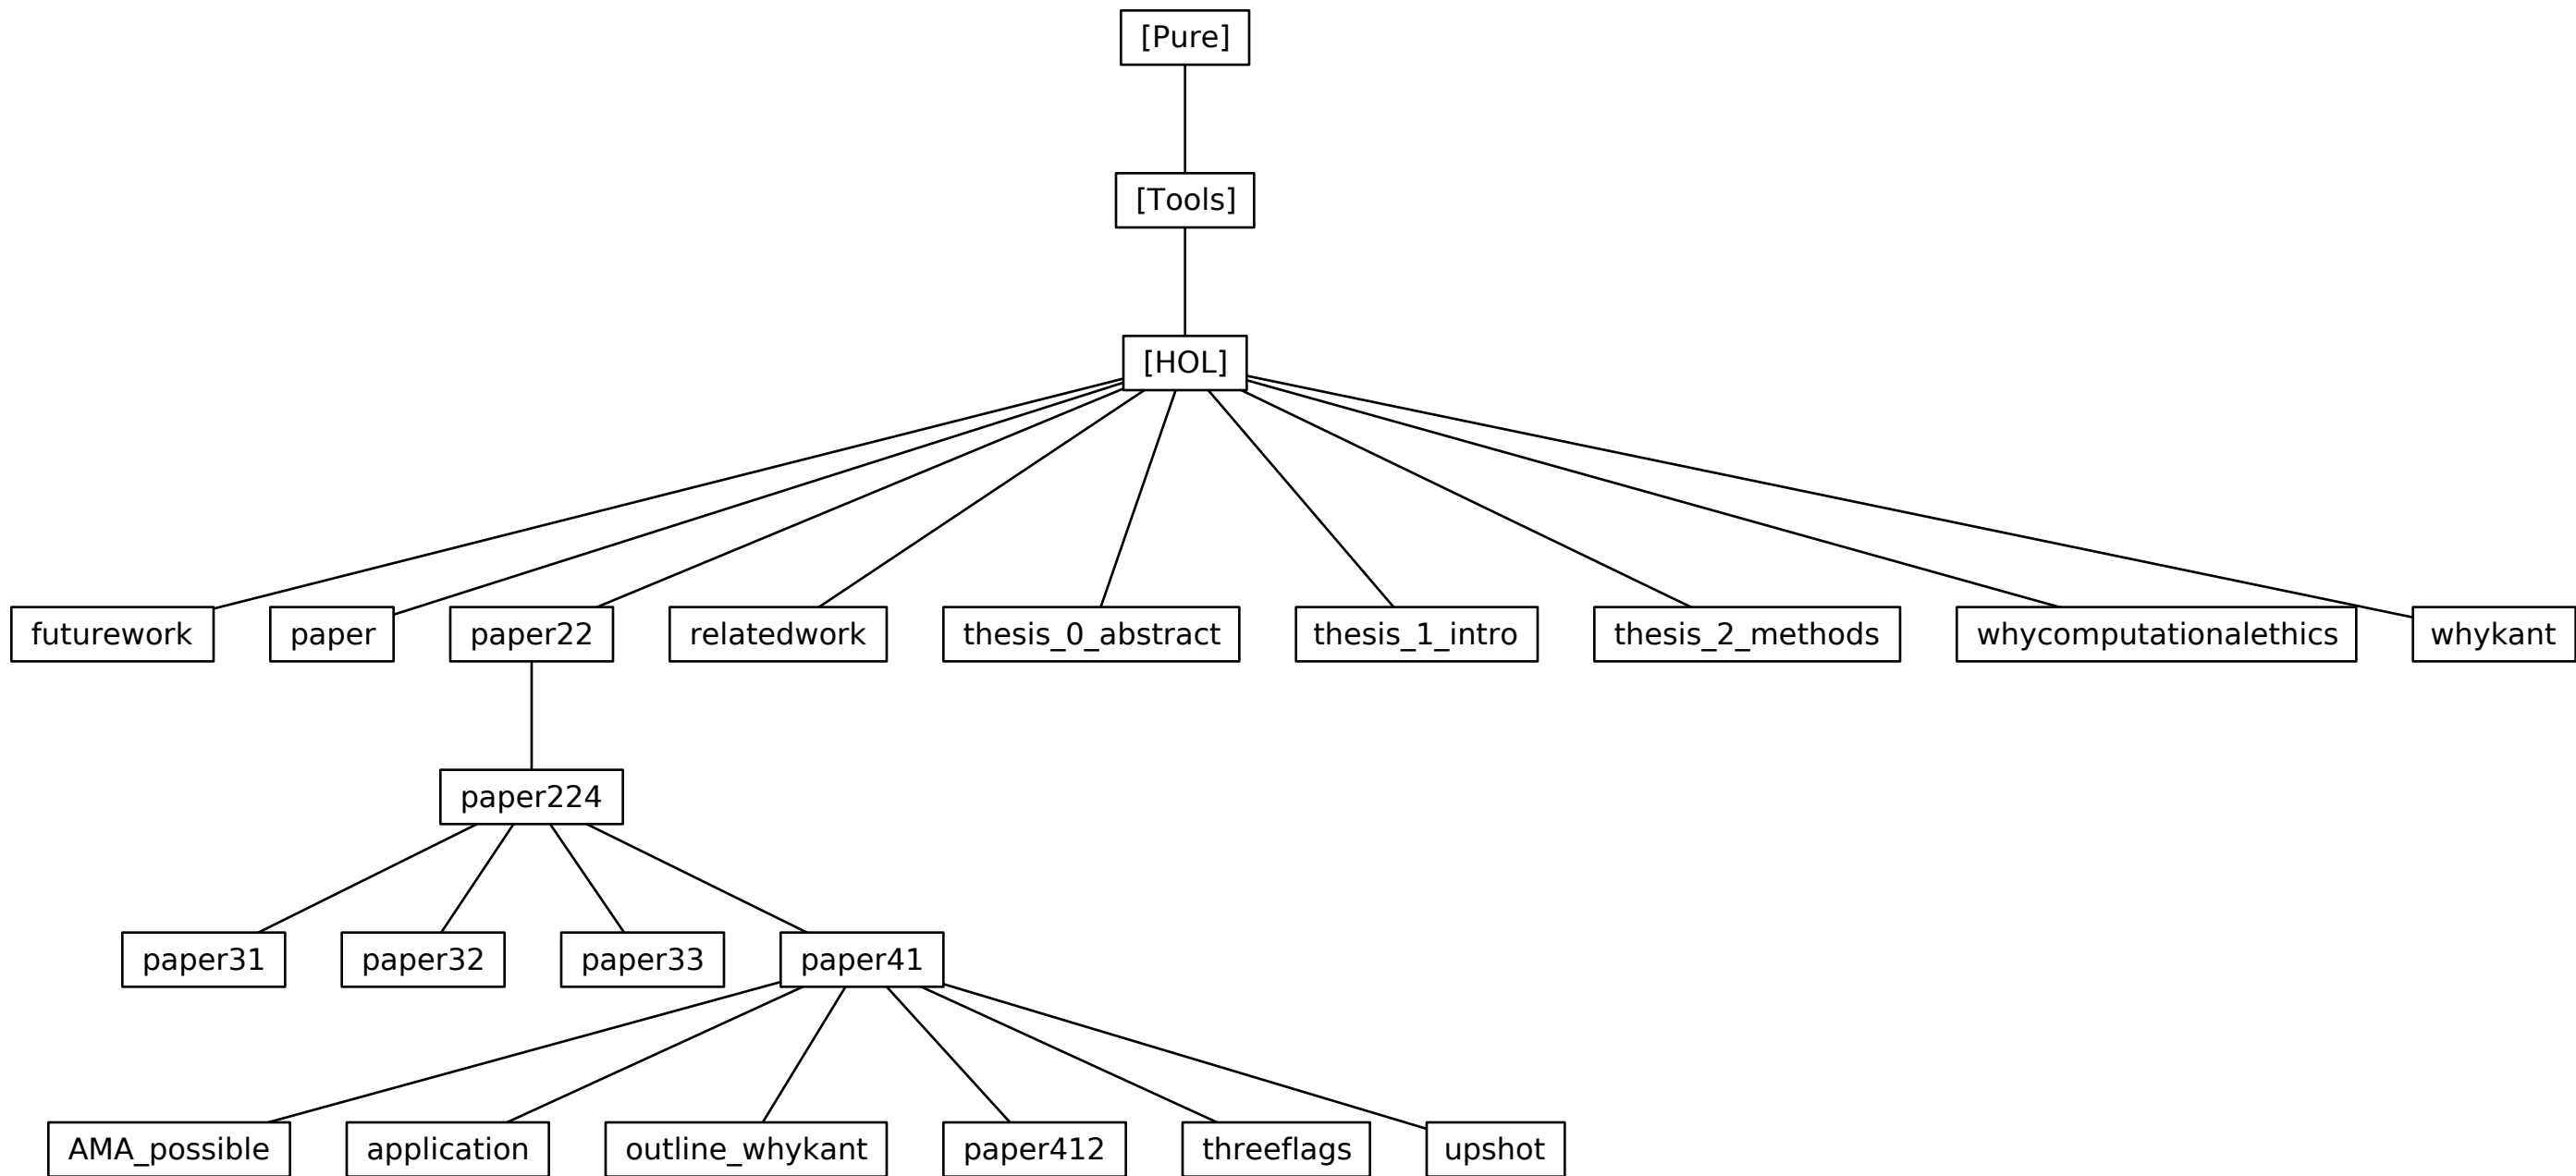 [Pure]
[Tools]
[HOL]
futurework
paper
paper22
relatedwork
thesis_0_abstract
thesis_1_intro
thesis_2_methods
whycomputationalethics
whykant
paper224
paper31
paper32
paper33
paper41
AMA_possible
application
outline_whykant
paper412
threeflags
upshot